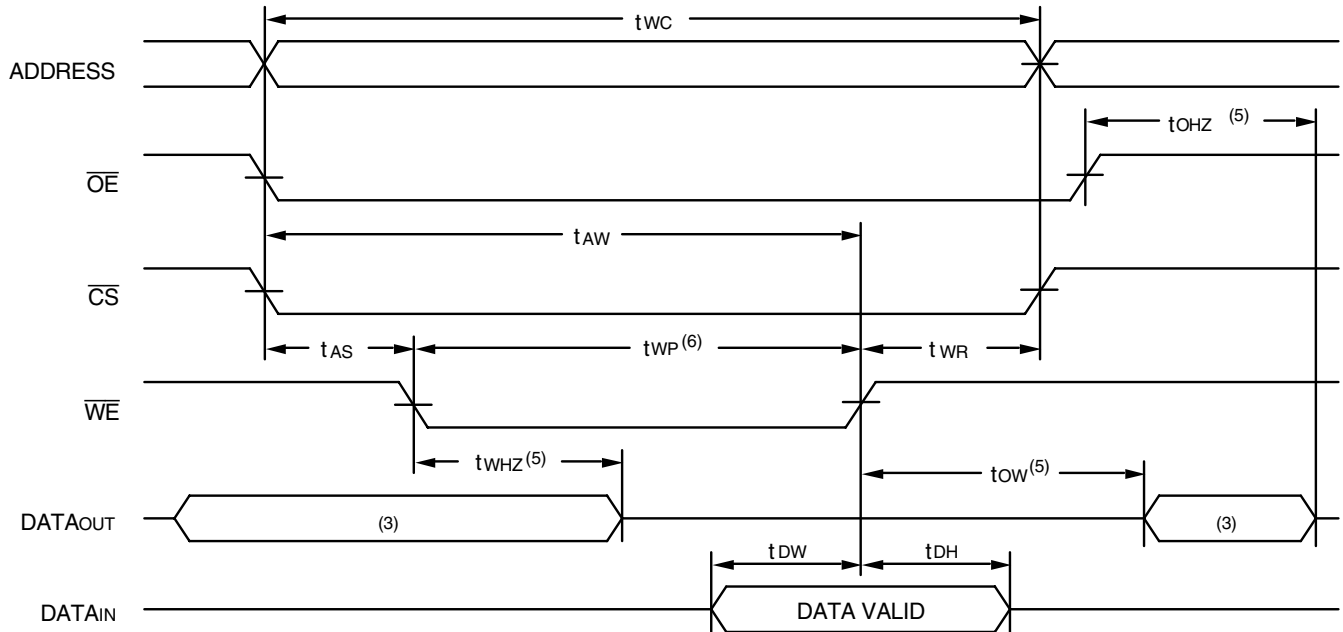 tWC
ADDRESS
tOHZ (5)
OE
tAW
CS
tAS
tWP(6)
tWR
WE
tWHZ(5)
tOW(5)
DATAOUT
(3)
(3)
tDW
tDH
DATAIN
DATA VALID